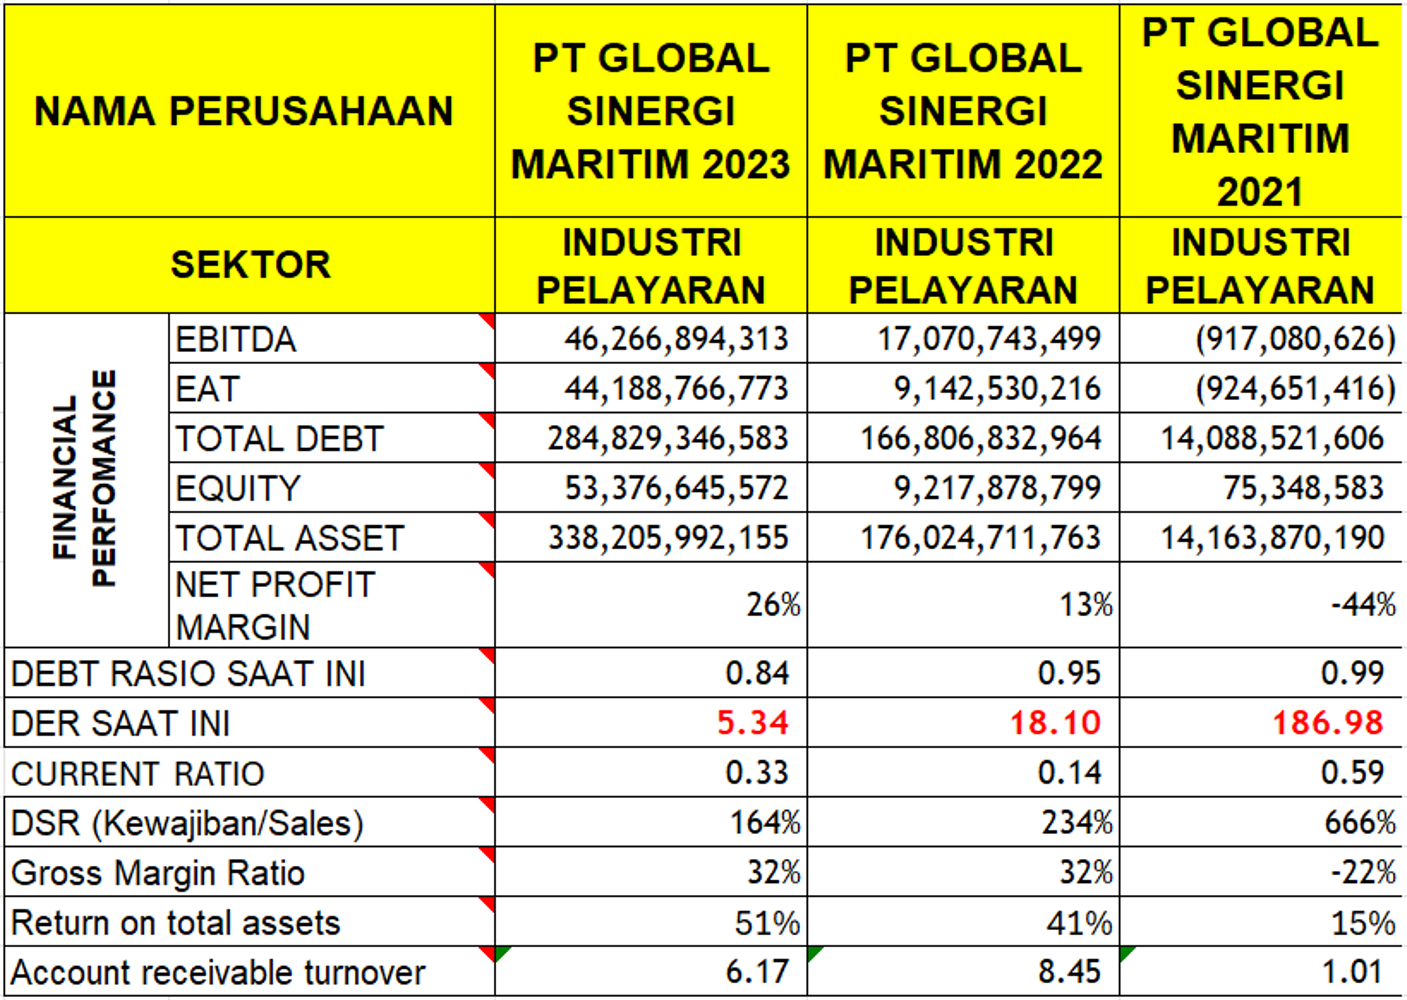 NAMA PERUSAHAAN
PT GLOBAL
SINERGI
MARITIM 2023
PT GLOBAL
SINERGI
MARITIM 2022
PT GLOBAL
SINERGI
MARITIM
2021
SEKTOR
INDUSTRI
PELAYARAN
INDUSTRI
PELAYARAN
INDUSTRI
PELAYARAN
FINANCIAL
PERFOMANCE
EBITDA 46,266,894,313 17,070,743,499 (917,080,626)
EAT 44,188,766,773 9,142,530,216 (924,651,416)
TOTAL DEBT 284,829,346,583 166,806,832,964 14,088,521,606
EQUITY 53,376,645,572 9,217,878,799 75,348,583
TOTAL ASSET 338,205,992,155 176,024,711,763 14,163,870,190
NET PROFIT
MARGIN
26% 13% -44%
DEBT RASIO SAAT INI 0.84 0.95 0.99
DER SAAT INI 5.34 18.10 186.98
CURRENT RATIO 0.33 0.14 0.59
DSR (Kewajiban/Sales) 164% 234% 666%
Gross Margin Ratio 32% 32% -22%
Return on total assets 51% 41% 15%
Account receivable turnover 6.17 8.45 1.01